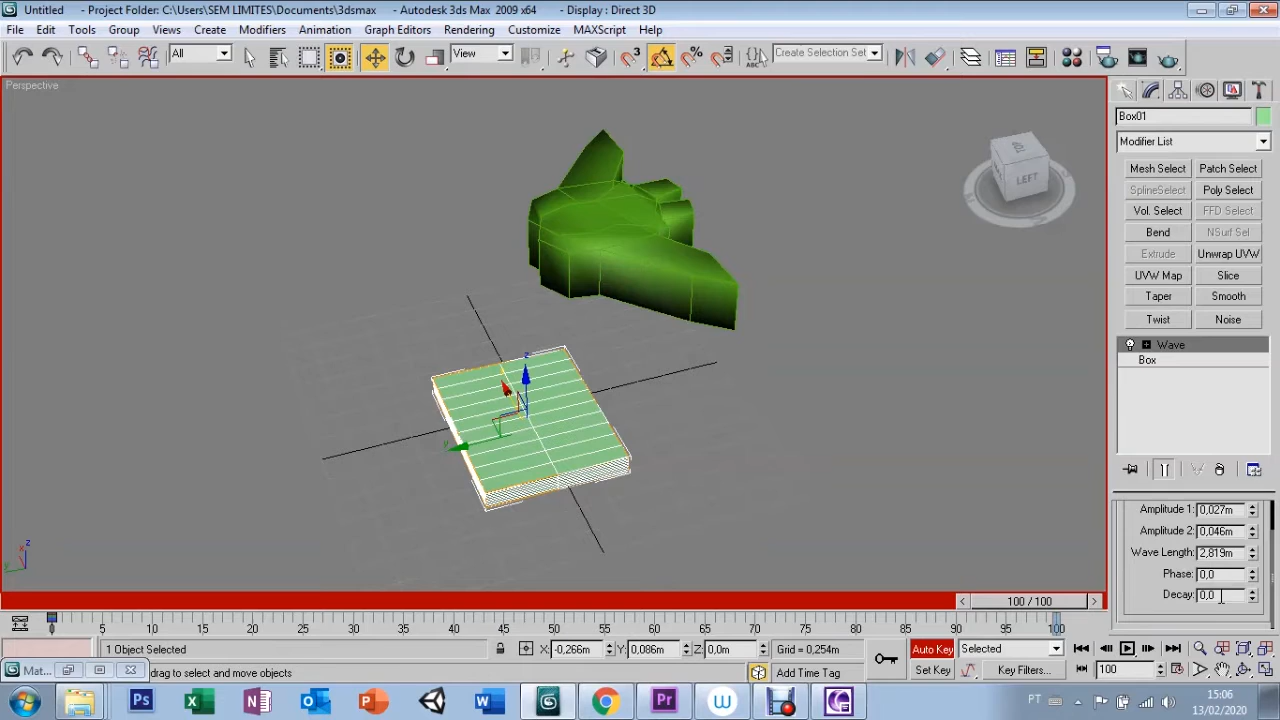 Untitled - Project Folder: C:\Users\SEM LIMITES\Documents\3dsmax - Autodesk 3ds Max 2009 x64 - Display : Direct 3D
File Edit Tools Group Views Create Modifiers Animation Graph Editors Rendering Customize MAXScript Help
All View Create Selection Set
Perspective
LEFT
Box01
Modifier List
Mesh Select Patch Select
SplineSelect Poly Select
Vol. Select FFD Select
Bend NSurf Sel
Extrude Unwrap UVW
UVW Map Slice
Taper Smooth
Twist Noise
Wave
Box
Amplitude 1: 0,027m
Amplitude 2: 0,046m
Wave Length: 2,819m
Phase: 0,0
Decay: 0,0
z
y
z
x
y
100 / 100
0 5 10 15 20 25 30 35 40 45 50 55 60 65 70 75 80 85 90 95 100
1 Object Selected X: -0,266m Y: 0,086m Z: 0,0m Grid = 0,254m Auto Key Selected
Mat... drag to select and move objects Add Time Tag Set Key Key Filters... 100
PT 15:06
13/02/2020